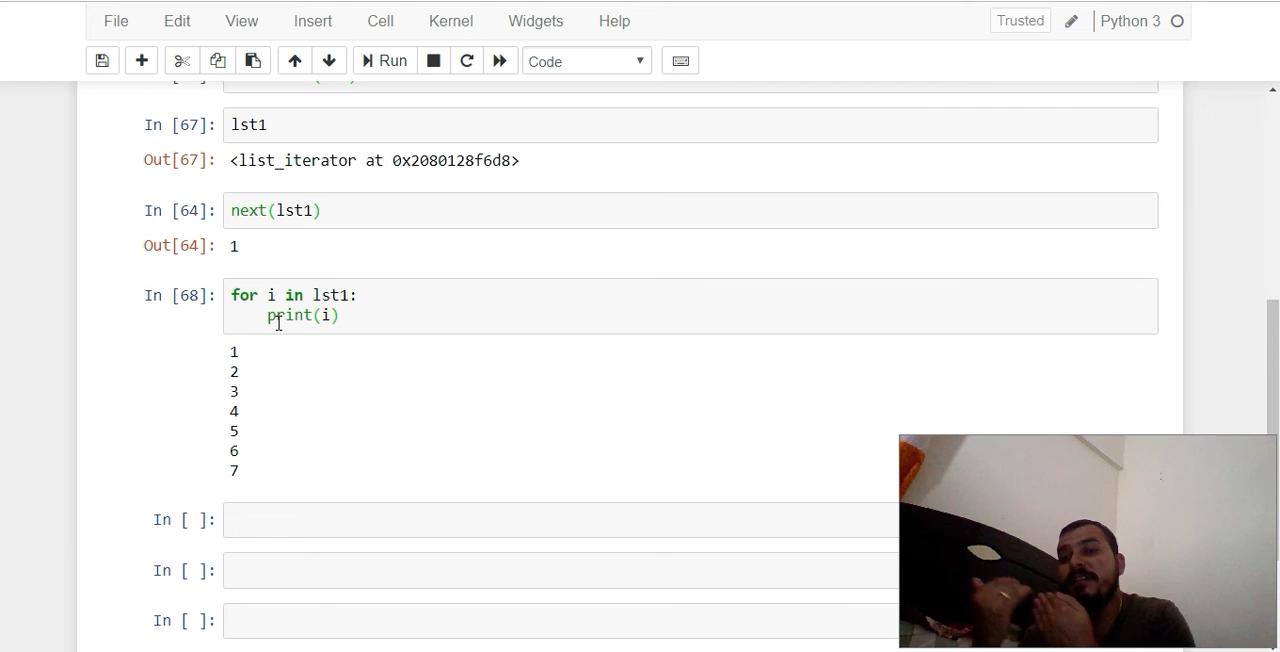 File Edit View Insert Cell Kernel Widgets Help Trusted Python 3
Run Code
In [67]: lst1
Out[67]: <list_iterator at 0x2080128f6d8>
In [64]: next(lst1)
Out[64]: 1
In [68]: for i in lst1:
print(i)
1
2
3
4
5
6
7
In [ ]:
In [ ]:
In [ ]: